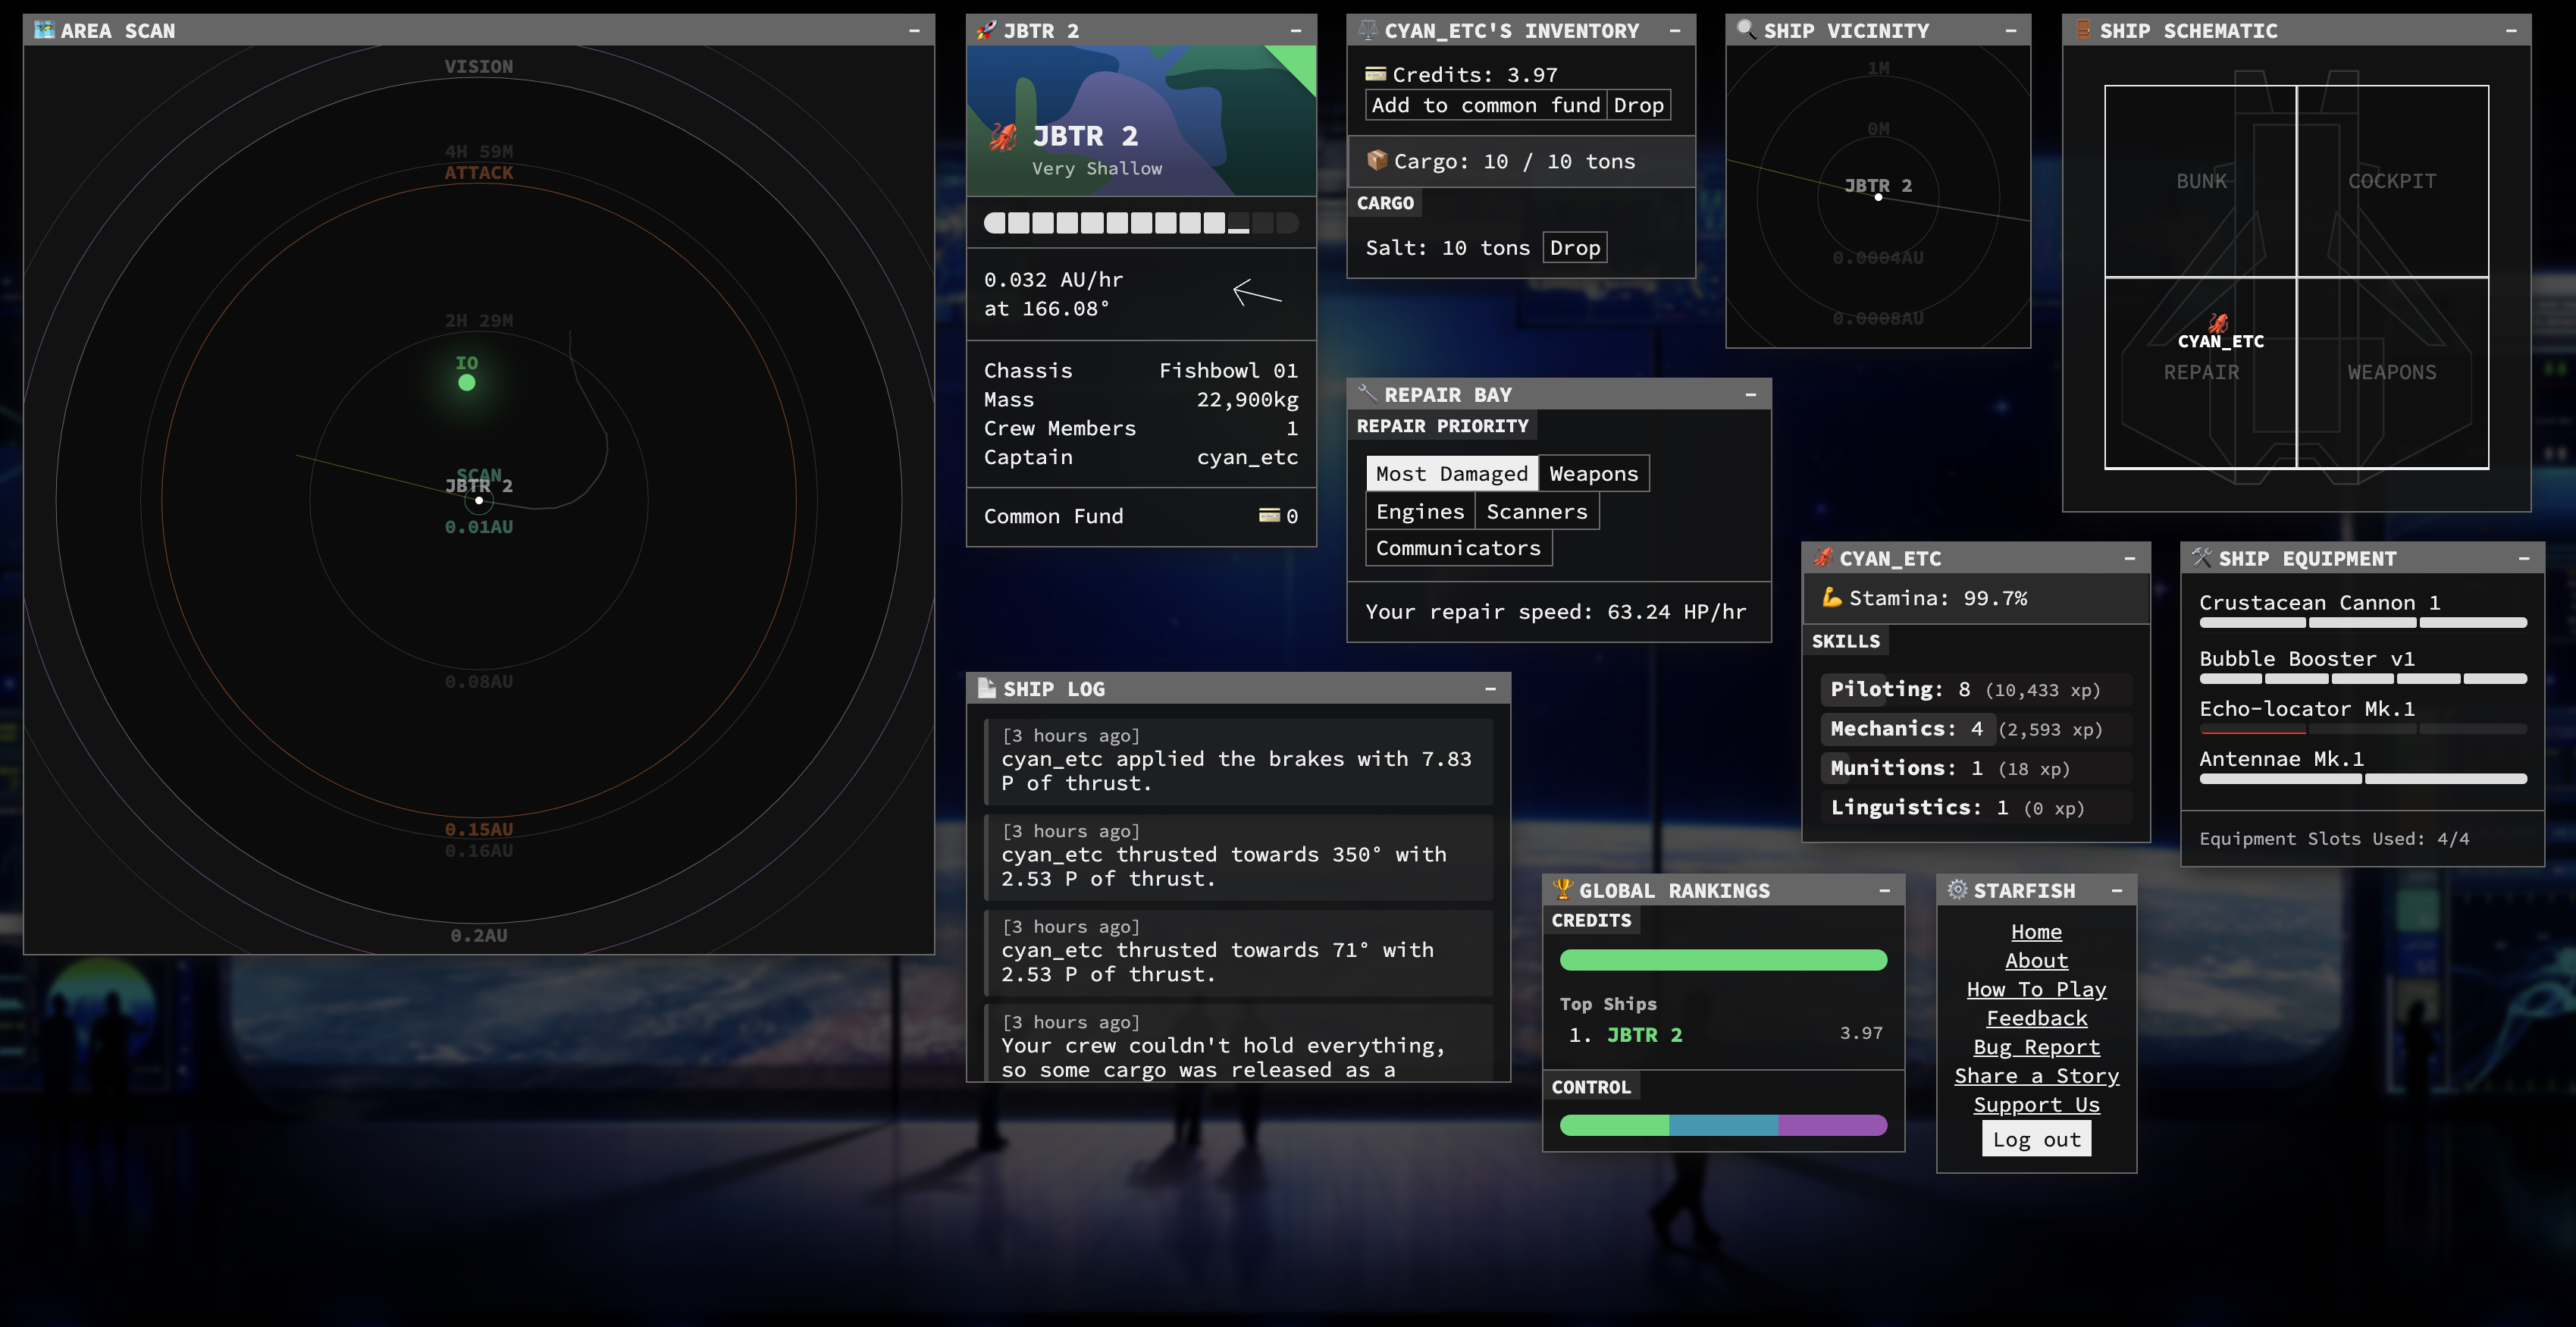 AREA SCAN
VISION
4H 59M
ATTACK
2H 29M
IO
SCAN
JBTR 2
0.01AU
0.08AU
0.15AU
0.16AU
0.2AU
JBTR 2
JBTR 2
Very Shallow
0.032 AU/hr
at 166.08°
Chassis Fishbowl 01
Mass 22,900kg
Crew Members 1
Captain cyan_etc
Common Fund 0
CYAN_ETC'S INVENTORY
Credits: 3.97
Add to common fund Drop
Cargo: 10 / 10 tons
CARGO
Salt: 10 tons Drop
SHIP VICINITY
1M
0M
JBTR 2
0.0004AU
0.0008AU
SHIP SCHEMATIC
BUNK COCKPIT
CYAN_ETC
REPAIR WEAPONS
REPAIR BAY
REPAIR PRIORITY
Most Damaged Weapons
Engines Scanners
Communicators
Your repair speed: 63.24 HP/hr
SHIP LOG
[3 hours ago]
cyan_etc applied the brakes with 7.83
P of thrust.
[3 hours ago]
cyan_etc thrusted towards 350° with
2.53 P of thrust.
[3 hours ago]
cyan_etc thrusted towards 71° with
2.53 P of thrust.
[3 hours ago]
Your crew couldn't hold everything,
so some cargo was released as a
CYAN_ETC
Stamina: 99.7%
SKILLS
Piloting: 8 (10,433 xp)
Mechanics: 4 (2,593 xp)
Munitions: 1 (18 xp)
Linguistics: 1 (0 xp)
SHIP EQUIPMENT
Crustacean Cannon 1
Bubble Booster v1
Echo-locator Mk.1
Antennae Mk.1
Equipment Slots Used: 4/4
GLOBAL RANKINGS
CREDITS
Top Ships
1. JBTR 2 3.97
CONTROL
STARFISH
Home
About
How To Play
Feedback
Bug Report
Share a Story
Support Us
Log out